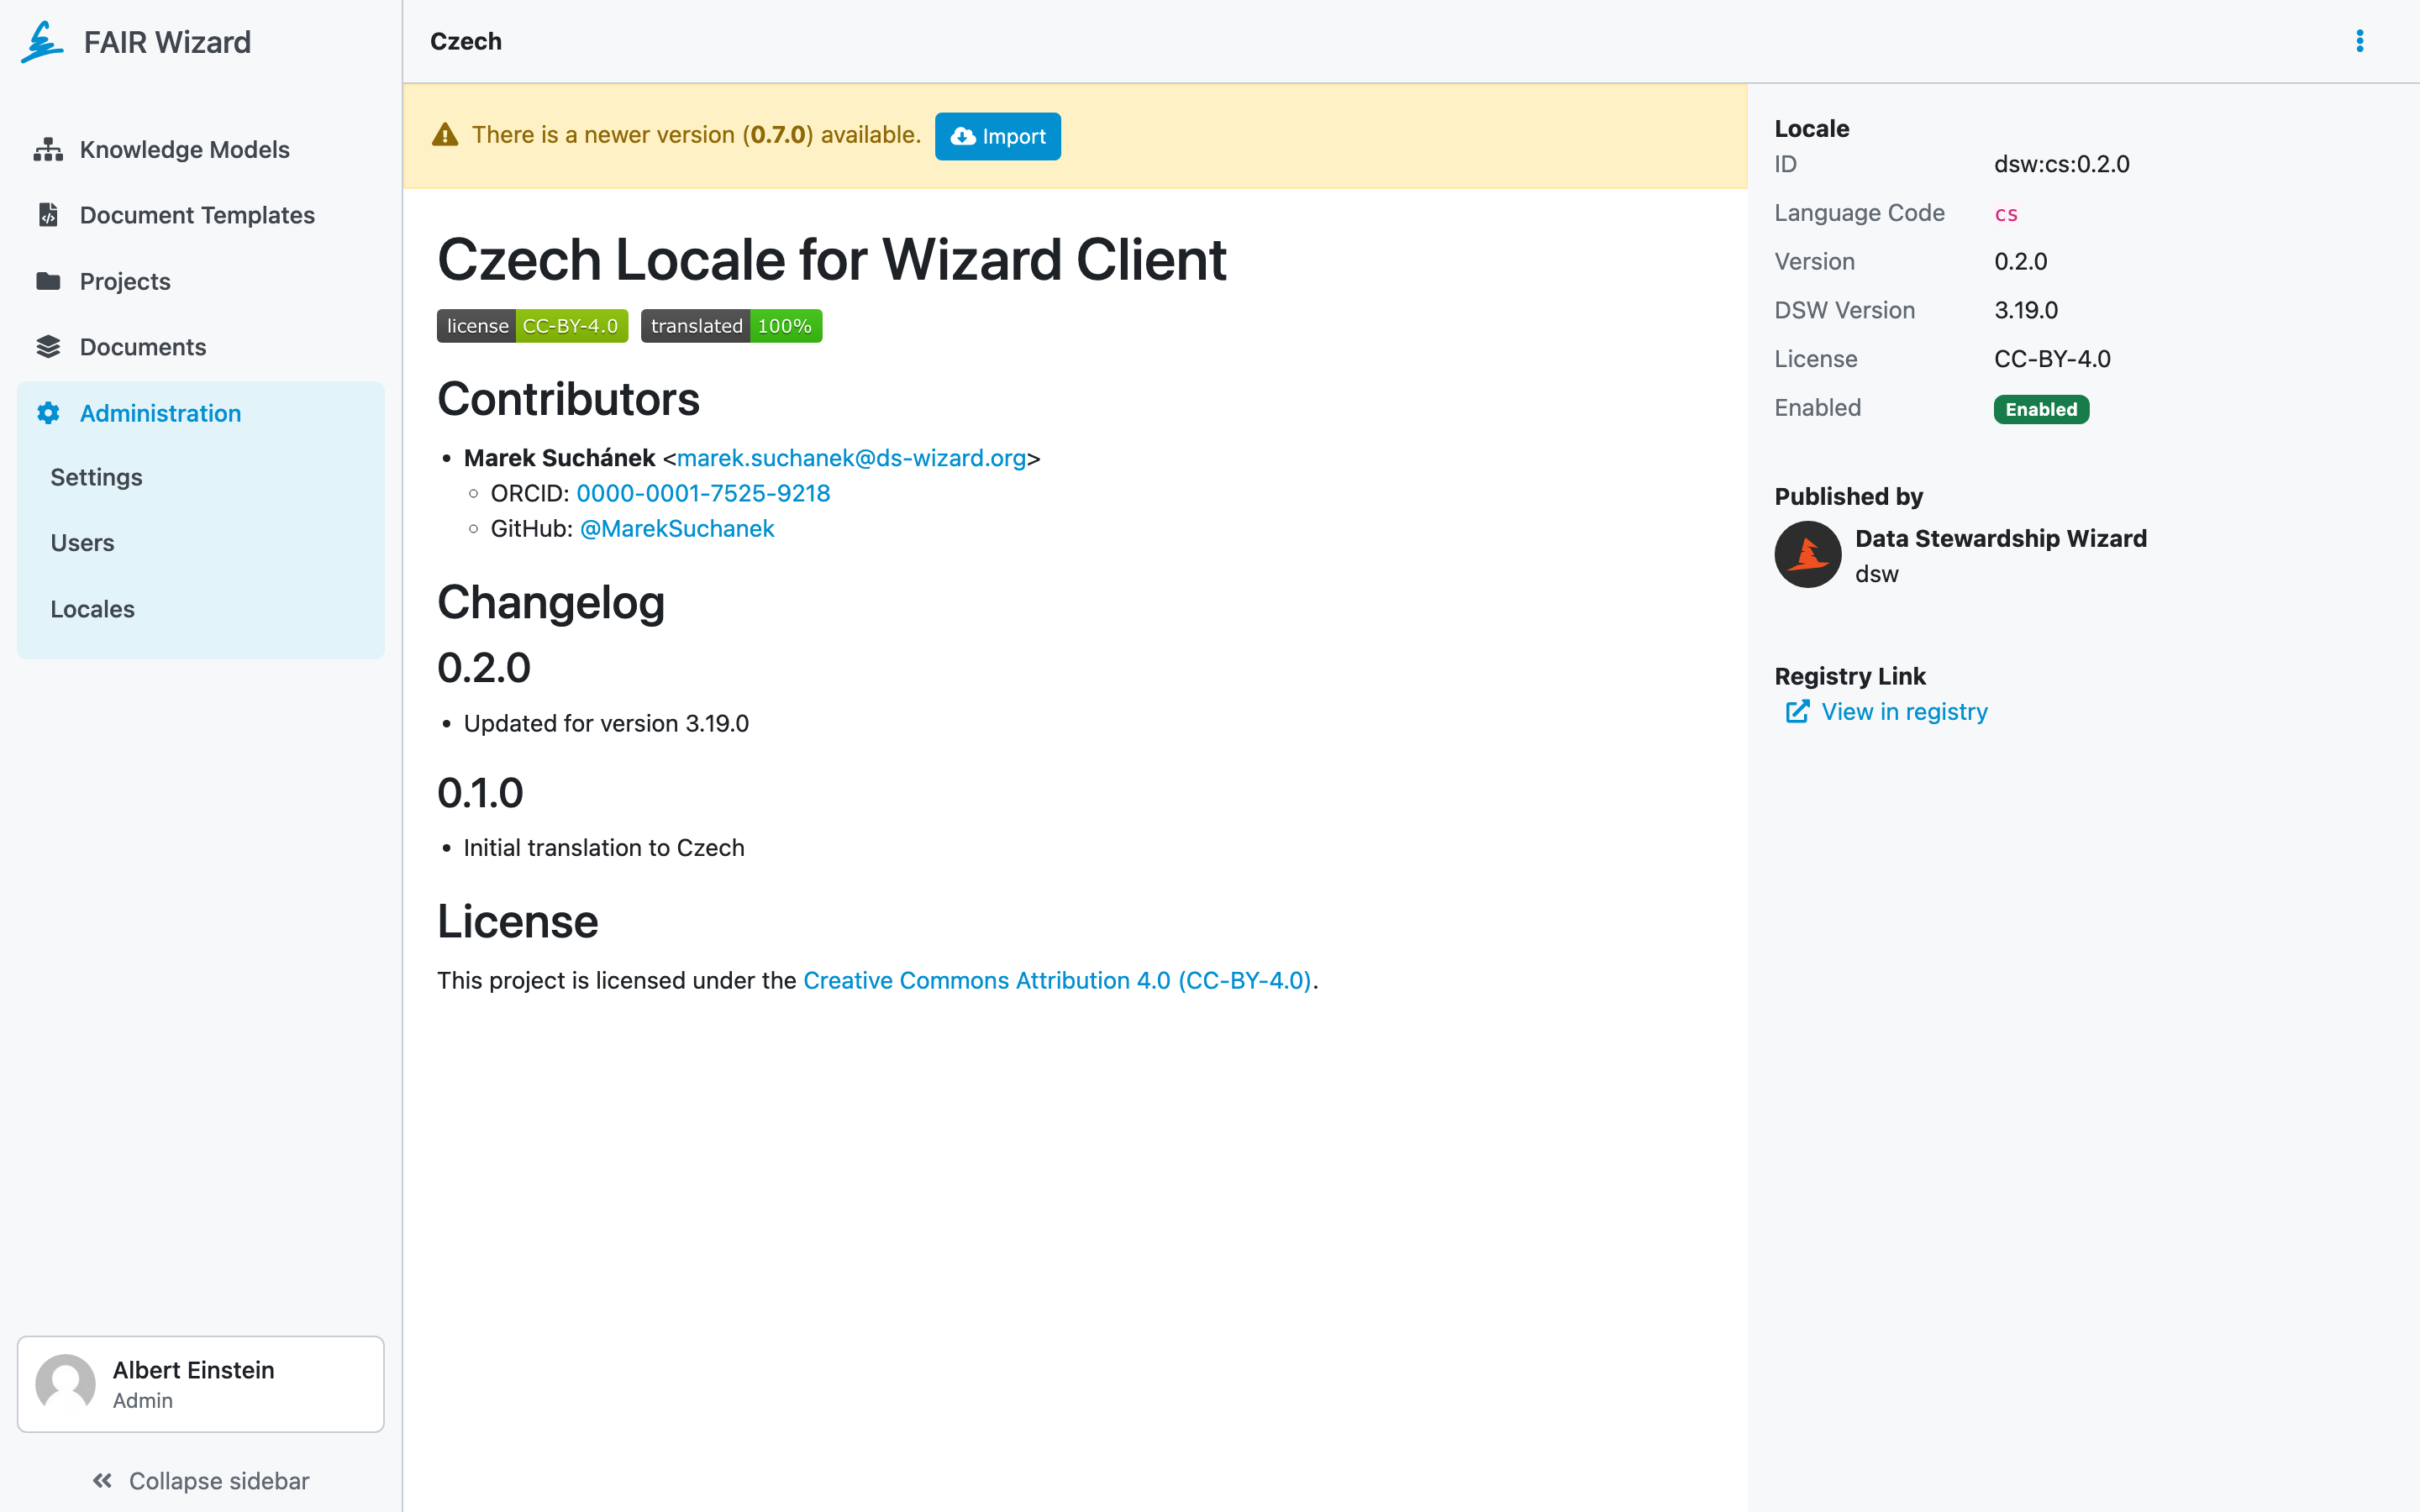 FAIR Wizard
Knowledge Models
Document Templates
Projects
Documents
Administration
Settings
Users
Locales
Albert Einstein
Admin
Collapse sidebar
Czech
There is a newer version (0.7.0) available. Import
Czech Locale for Wizard Client
license CC-BY-4.0 translated 100%
Contributors
• Marek Suchánek <marek.suchanek@ds-wizard.org>
◦ ORCID: 0000-0001-7525-9218
◦ GitHub: @MarekSuchanek
Changelog
0.2.0
• Updated for version 3.19.0
0.1.0
• Initial translation to Czech
License
This project is licensed under the Creative Commons Attribution 4.0 (CC-BY-4.0).
Locale
ID dsw:cs:0.2.0
Language Code cs
Version 0.2.0
DSW Version 3.19.0
License CC-BY-4.0
Enabled Enabled
Published by
Data Stewardship Wizard
dsw
Registry Link
View in registry